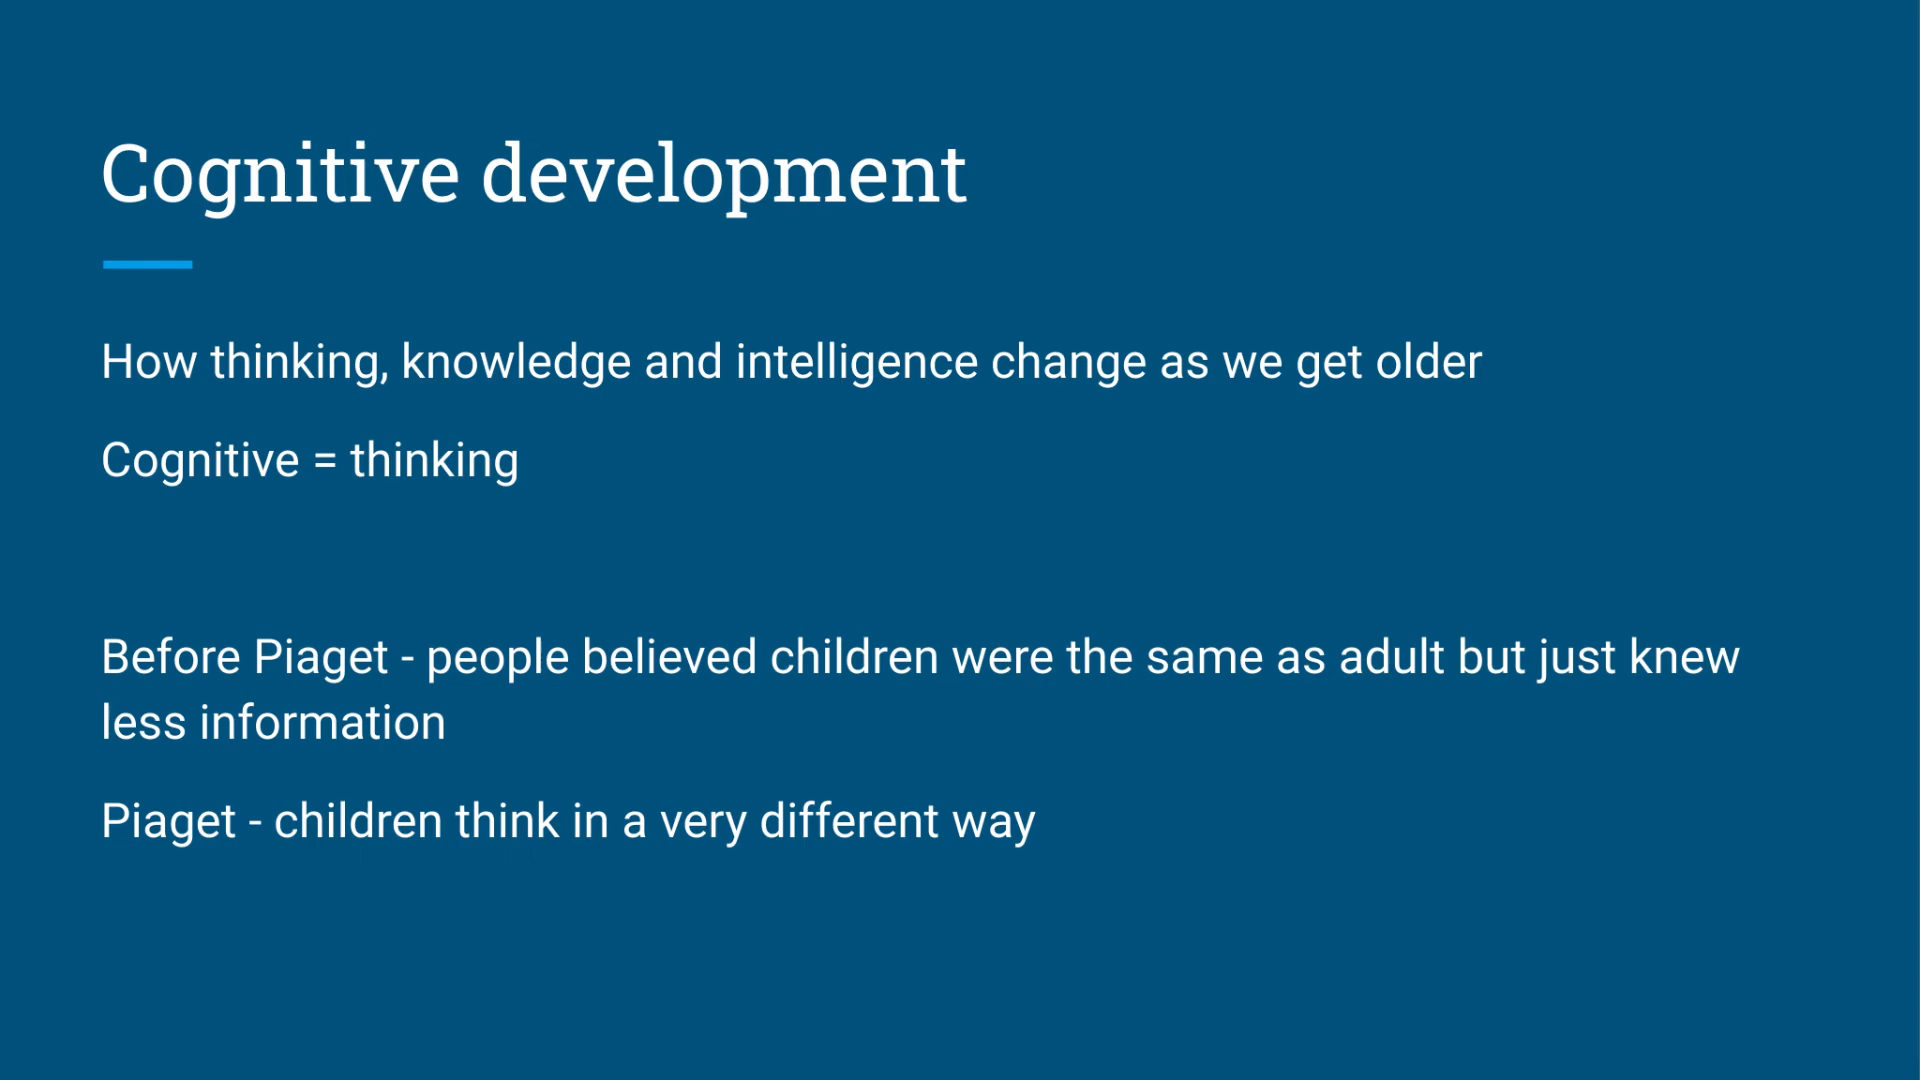 Cognitive development
How thinking, knowledge and intelligence change as we get older
Cognitive = thinking
Before Piaget - people believed children were the same as adult but just knew
less information
Piaget - children think in a very different way